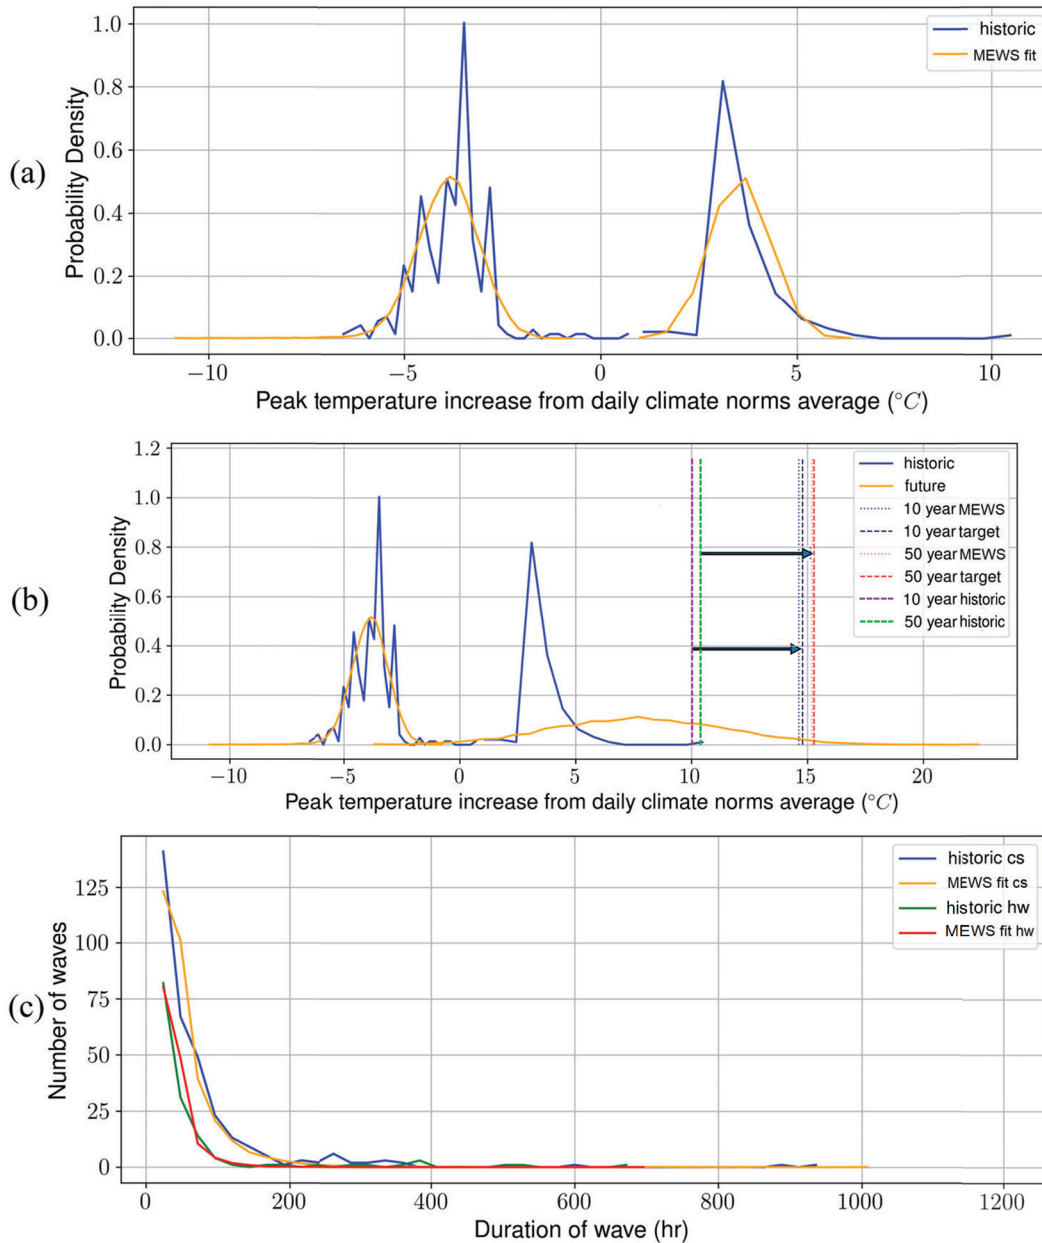 (a)
Probability Density
1.0
0.8
0.6
0.4
0.2
0.0
historic
MEWS fit
−10
−5
0
5
10
Peak temperature increase from daily climate norms average (°C)
(b)
Probability Density
1.2
1.0
0.8
0.6
0.4
0.2
0.0
historic
future
10 year MEWS
10 year target
50 year MEWS
50 year target
10 year historic
50 year historic
−10
−5
0
5
10
15
20
Peak temperature increase from daily climate norms average (°C)
(c)
Number of waves
125
100
75
50
25
0
historic cs
MEWS fit cs
historic hw
MEWS fit hw
0
200
400
600
800
1000
1200
Duration of wave (hr)